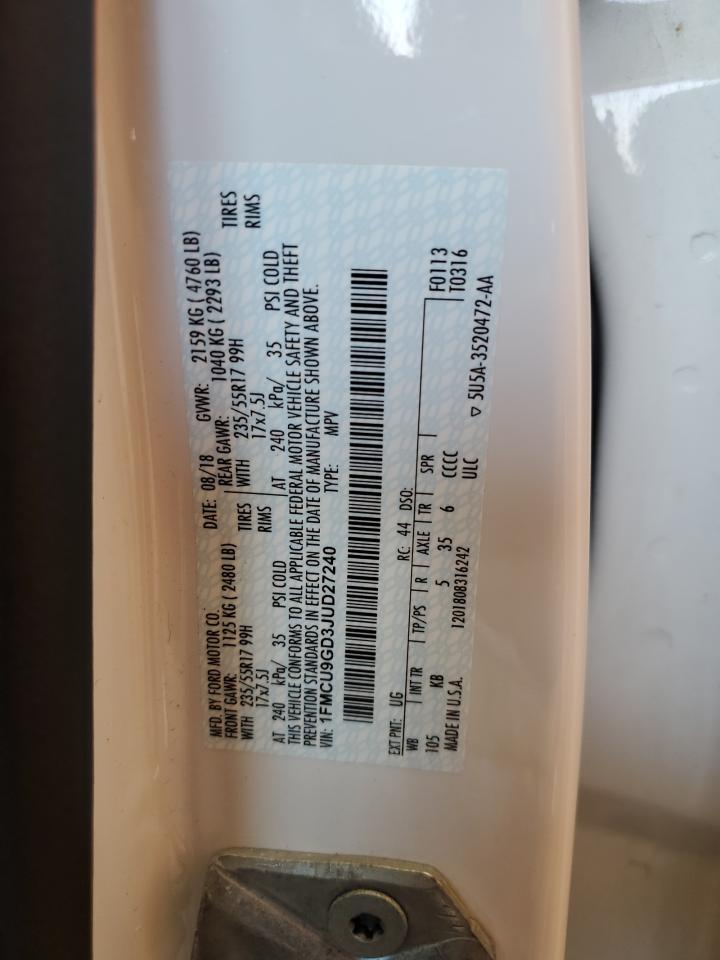 MFD. BY FORD MOTOR CO. DATE: 08/18 GVWR: 2159 KG ( 4760 LB)
FRONT GAWR: 1125 KG ( 2480 LB) REAR GAWR: 1040 KG ( 2293 LB)
WITH 235/55R17 99H TIRES WITH 235/55R17 99H TIRES
17x7.5J RIMS 17x7.5J RIMS
AT 240 kPa/ 35 PSI COLD AT 240 kPa/ 35 PSI COLD
THIS VEHICLE CONFORMS TO ALL APPLICABLE FEDERAL MOTOR VEHICLE SAFETY AND THEFT
PREVENTION STANDARDS IN EFFECT ON THE DATE OF MANUFACTURE SHOWN ABOVE.
VIN: 1FMCU9GD3JUD27240 TYPE: MPV
EXT PNT: UG RC: 44 DSO: F0113
WB INT TR TP/PS R AXLE TR SPR T0316
105 KB 5 35 6 CCCC
MADE IN U.S.A. 1201808316242 ULC ▽ 5U5A-3520472-AA